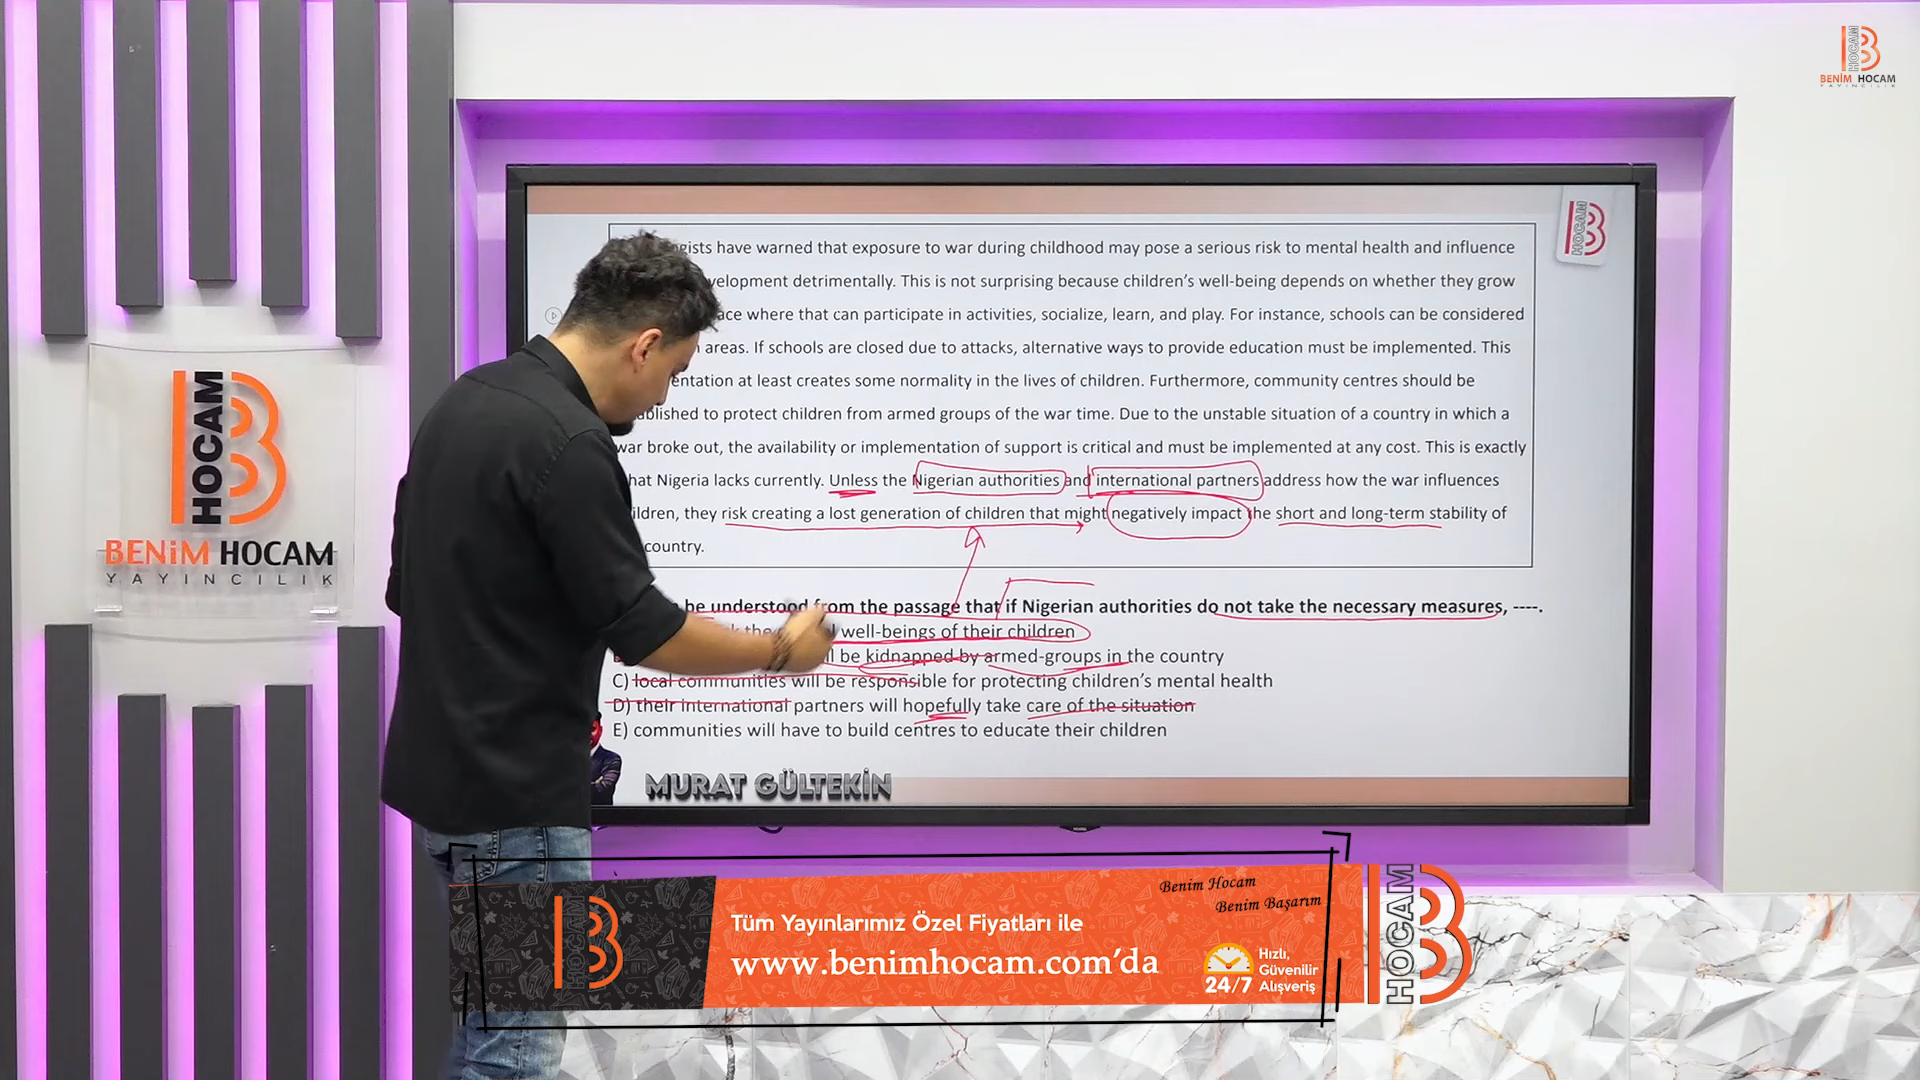 HOCAM
BENİM HOCAM
YAYINCILIK
HOCAM
have warned that exposure to war during childhood may pose a serious risk to mental health and influence
detrimentally. This is not surprising because children's well-being depends on whether they grow
where that can participate in activities, socialize, learn, and play. For instance, schools can be considered
areas. If schools are closed due to attacks, alternative ways to provide education must be implemented. This
at least creates some normality in the lives of children. Furthermore, community centres should be
to protect children from armed groups of the war time. Due to the unstable situation of a country in which a
war broke out, the availability or implementation of support is critical and must be implemented at any cost. This is exactly
Nigeria lacks currently. Unless the Nigerian authorities and international partners address how the war influences
they risk creating a lost generation of children that might negatively impact the short and long-term stability of
country.
be understood from the passage that if Nigerian authorities do not take the necessary measures, ----.
well-beings of their children
be kidnapped by armed-groups in the country
C) local communities will be responsible for protecting children's mental health
D) their international partners will hopefully take care of the situation
E) communities will have to build centres to educate their children
MURAT GÜLTEKİN
HOCAM
BENİM HOCAM
YAYINCILIK
HOCAM
Tüm Yayınlarımız Özel Fiyatları ile
www.benimhocam.com'da
Benim Hocam
Benim Başarım
24/7
Hızlı,
Güvenilir
Alışveriş
HOCAM